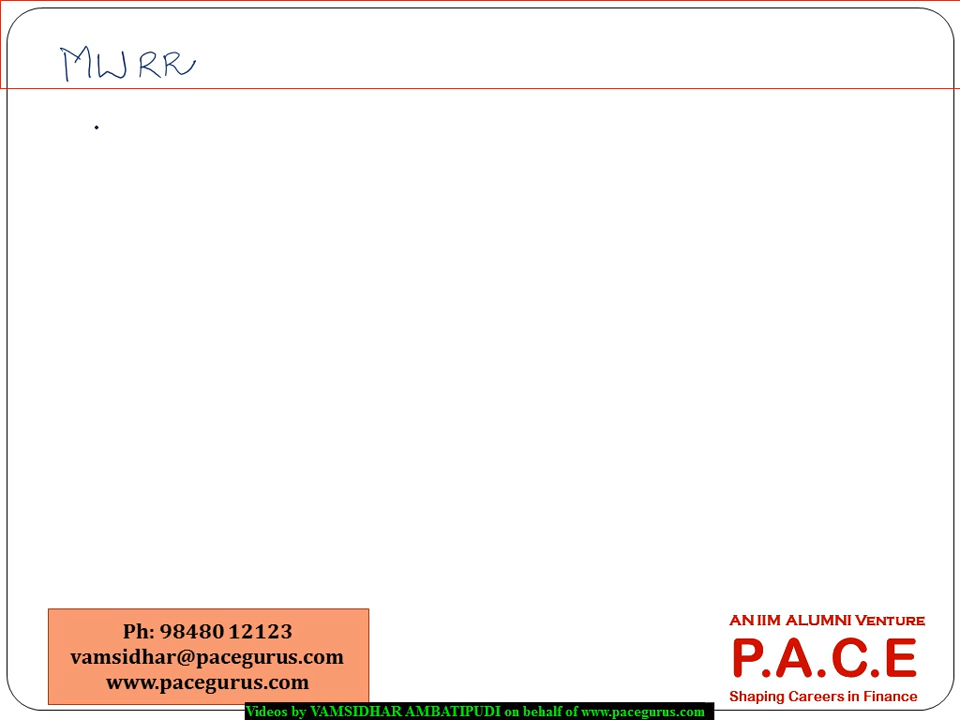 MWRR
Ph: 98480 12123
vamsidhar@pacegurus.com
www.pacegurus.com
AN IIM ALUMNI VENTURE
P.A.C.E
Shaping Careers in Finance
Videos by VAMSIDHAR AMBATIPUDI on behalf of www.pacegurus.com